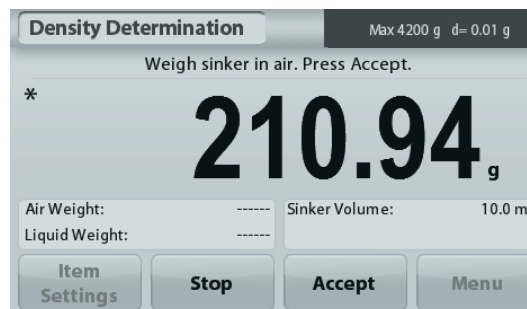 Density Determination
Max 4200 g d= 0.01 g
Weigh sinker in air. Press Accept.
*
210.94 g
Air Weight: ------ Sinker Volume: 10.0 m
Liquid Weight: ------
Item Settings Stop Accept Menu